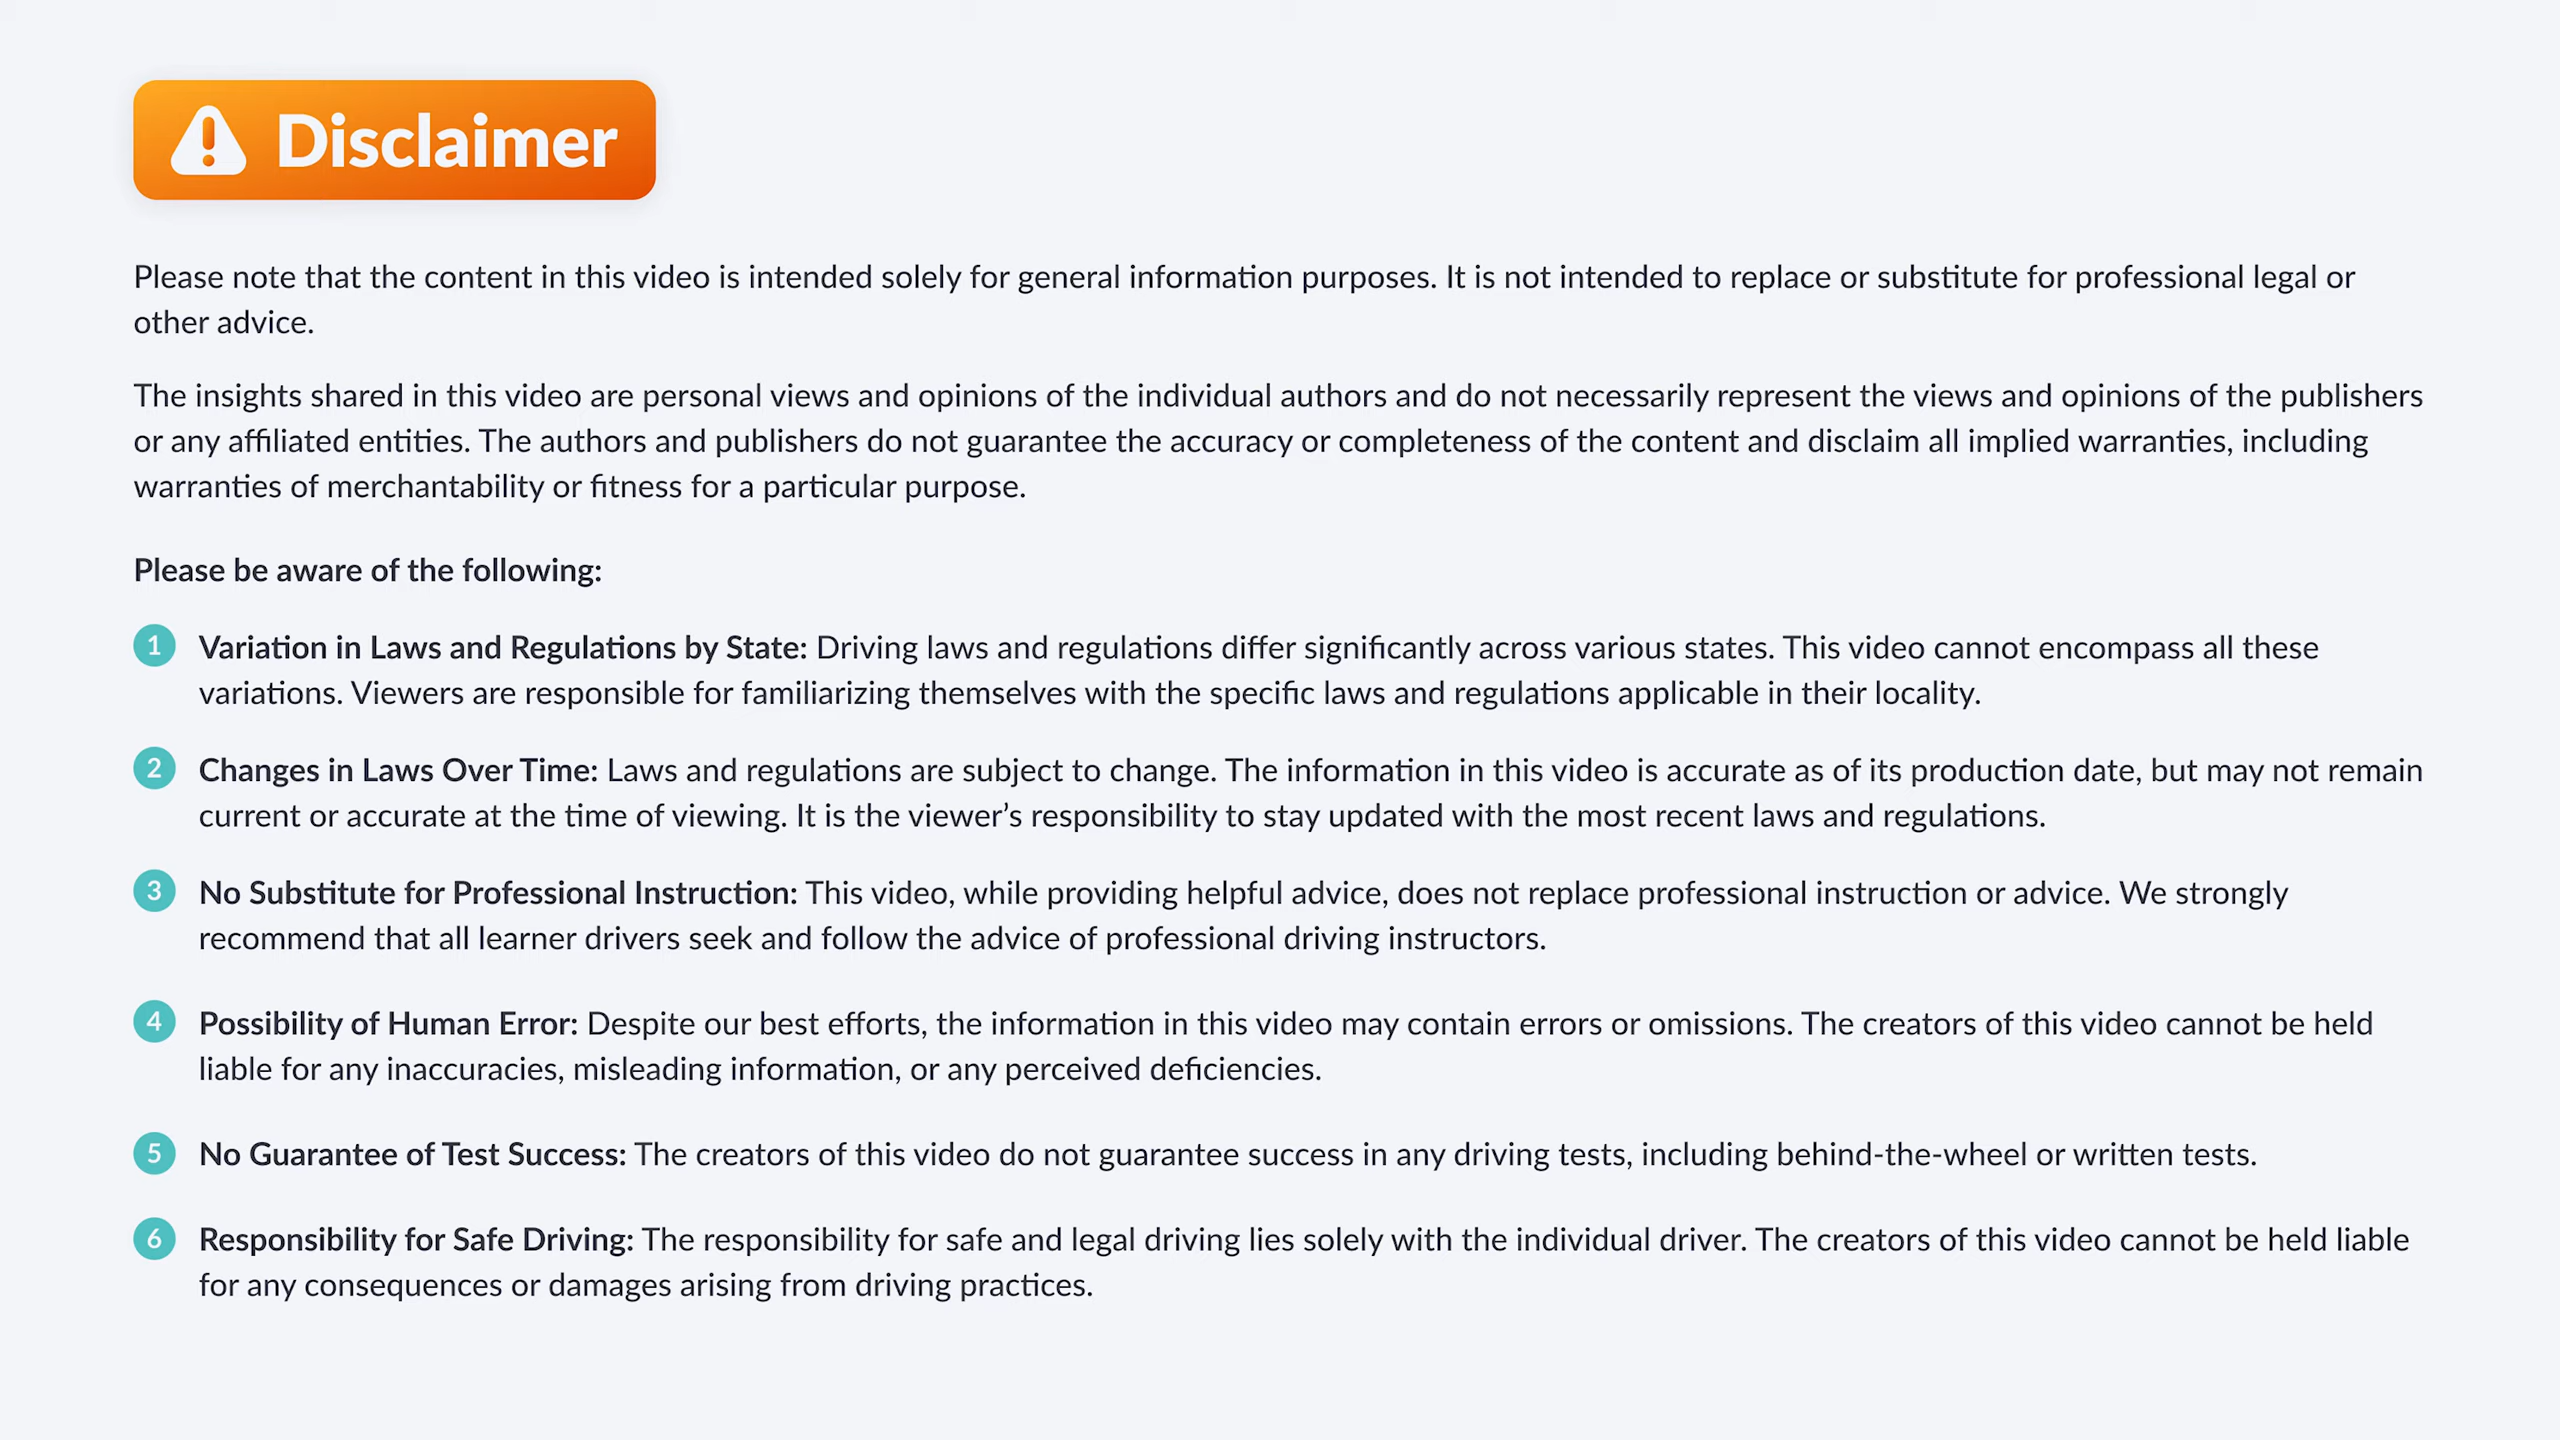 Disclaimer
Please note that the content in this video is intended solely for general information purposes. It is not intended to replace or substitute for professional legal or
other advice.
The insights shared in this video are personal views and opinions of the individual authors and do not necessarily represent the views and opinions of the publishers
or any affiliated entities. The authors and publishers do not guarantee the accuracy or completeness of the content and disclaim all implied warranties, including
warranties of merchantability or fitness for a particular purpose.
Please be aware of the following:
1 Variation in Laws and Regulations by State: Driving laws and regulations differ significantly across various states. This video cannot encompass all these
variations. Viewers are responsible for familiarizing themselves with the specific laws and regulations applicable in their locality.
2 Changes in Laws Over Time: Laws and regulations are subject to change. The information in this video is accurate as of its production date, but may not remain
current or accurate at the time of viewing. It is the viewer’s responsibility to stay updated with the most recent laws and regulations.
3 No Substitute for Professional Instruction: This video, while providing helpful advice, does not replace professional instruction or advice. We strongly
recommend that all learner drivers seek and follow the advice of professional driving instructors.
4 Possibility of Human Error: Despite our best efforts, the information in this video may contain errors or omissions. The creators of this video cannot be held
liable for any inaccuracies, misleading information, or any perceived deficiencies.
5 No Guarantee of Test Success: The creators of this video do not guarantee success in any driving tests, including behind-the-wheel or written tests.
6 Responsibility for Safe Driving: The responsibility for safe and legal driving lies solely with the individual driver. The creators of this video cannot be held liable
for any consequences or damages arising from driving practices.